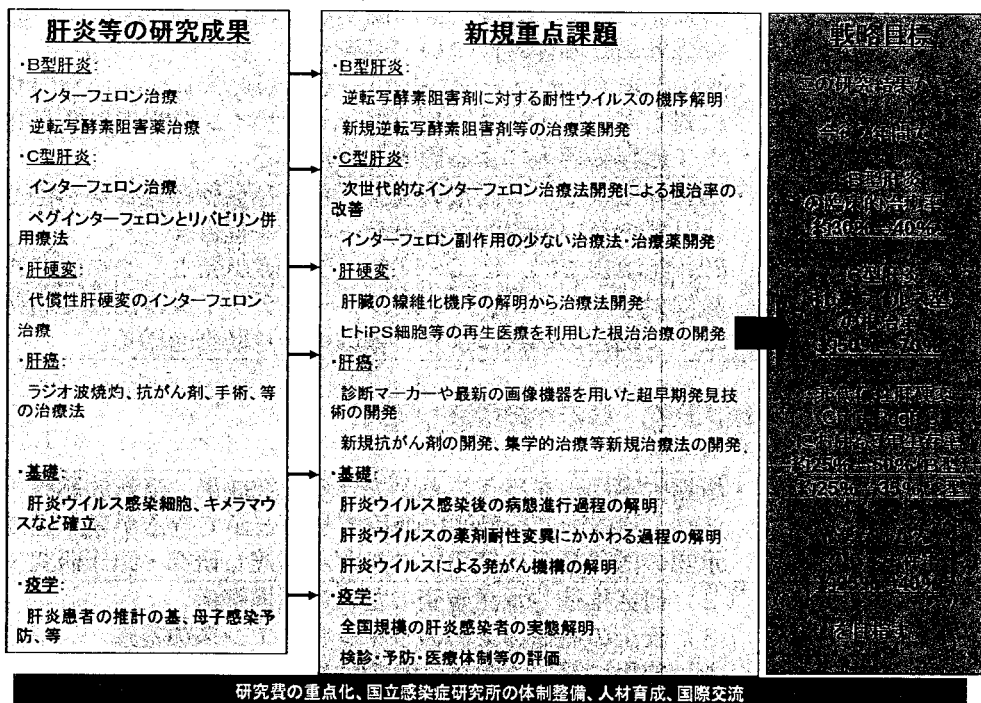 肝炎等の研究成果
・B型肝炎:
インターフェロン治療
逆転写酵素阻害薬治療
・C型肝炎:
インターフェロン治療
ペグインターフェロンとリバビリン併
用療法
・肝硬変:
代償性肝硬変のインターフェロン
治療
・肝癌:
ラジオ波焼灼、抗がん剤、手術、等
の治療法
・基礎:
肝炎ウイルス感染細胞、キメラマウ
スなど確立
・疫学:
肝炎患者の推計の基、母子感染予
防、等
新規重点課題
・B型肝炎:
逆転写酵素阻害剤に対する耐性ウイルスの機序解明
新規逆転写酵素阻害剤等の治療薬開発
・C型肝炎:
次世代的なインターフェロン治療法開発による根治率の
改善
インターフェロン副作用の少ない治療法・治療薬開発
・肝硬変:
肝臓の線維化機序の解明から治療法開発
ヒトiPS細胞等の再生医療を利用した根治治療の開発
・肝癌:
診断マーカーや最新の画像機器を用いた超早期発見技
術の開発
新規抗がん剤の開発、集学的治療等新規治療法の開発
・基礎:
肝炎ウイルス感染後の病態進行過程の解明
肝炎ウイルスの薬剤耐性変異にかかわる過程の解明
肝炎ウイルスによる発がん機構の解明
・疫学:
全国規模の肝炎感染者の実態解明
検診・予防・医療体制等の評価
戦略目標
B型肝炎
約30%→40%
を目指す
研究費の重点化、国立感染症研究所の体制整備、人材育成、国際交流